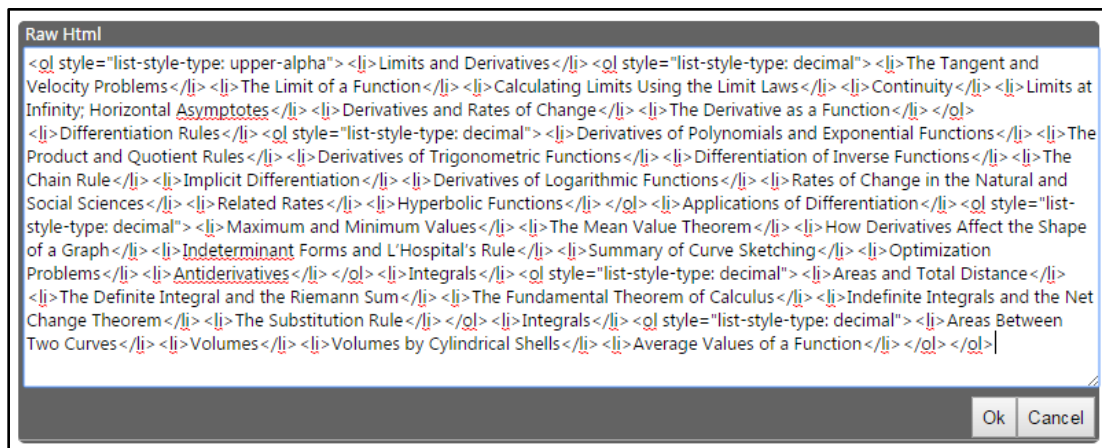 Raw Html
<ol style="list-style-type: upper-alpha"><li>Limits and Derivatives</li><ol style="list-style-type: decimal"><li>The Tangent and
Velocity Problems</li><li>The Limit of a Function</li><li>Calculating Limits Using the Limit Laws</li><li>Continuity</li><li>Limits at
Infinity; Horizontal Asymptotes</li><li>Derivatives and Rates of Change</li><li>The Derivative as a Function</li></ol>
<li>Differentiation Rules</li><ol style="list-style-type: decimal"><li>Derivatives of Polynomials and Exponential Functions</li><li>The
Product and Quotient Rules</li><li>Derivatives of Trigonometric Functions</li><li>Differentiation of Inverse Functions</li><li>The
Chain Rule</li><li>Implicit Differentiation</li><li>Derivatives of Logarithmic Functions</li><li>Rates of Change in the Natural and
Social Sciences</li><li>Related Rates</li><li>Hyperbolic Functions</li></ol><li>Applications of Differentiation</li><ol style="list-
style-type: decimal"><li>Maximum and Minimum Values</li><li>The Mean Value Theorem</li><li>How Derivatives Affect the Shape
of a Graph</li><li>Indeterminant Forms and L’Hospital’s Rule</li><li>Summary of Curve Sketching</li><li>Optimization
Problems</li><li>Antiderivatives</li></ol><li>Integrals</li><ol style="list-style-type: decimal"><li>Areas and Total Distance</li>
<li>The Definite Integral and the Riemann Sum</li><li>The Fundamental Theorem of Calculus</li><li>Indefinite Integrals and the Net
Change Theorem</li><li>The Substitution Rule</li></ol><li>Integrals</li><ol style="list-style-type: decimal"><li>Areas Between
Two Curves</li><li>Volumes</li><li>Volumes by Cylindrical Shells</li><li>Average Values of a Function</li></ol></ol>
Ok Cancel